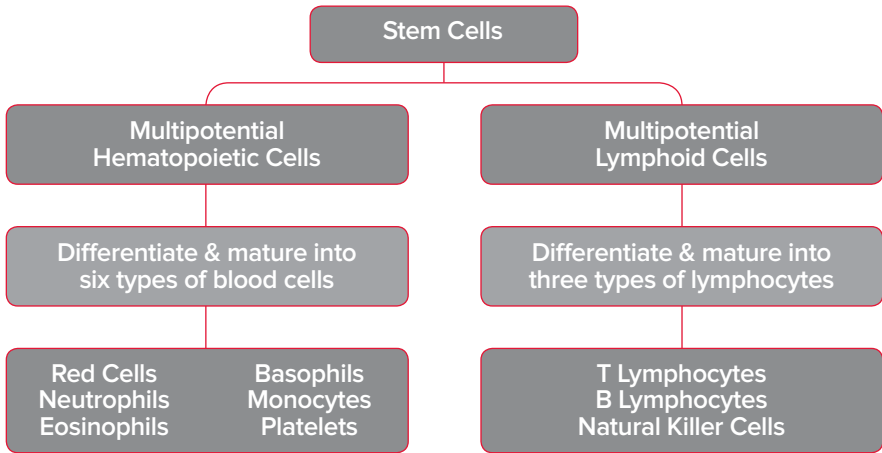 Stem Cells
Multipotential
Hematopoietic Cells
Multipotential
Lymphoid Cells
Differentiate & mature into
six types of blood cells
Differentiate & mature into
three types of lymphocytes
Red Cells
Neutrophils
Eosinophils
Basophils
Monocytes
Platelets
T Lymphocytes
B Lymphocytes
Natural Killer Cells